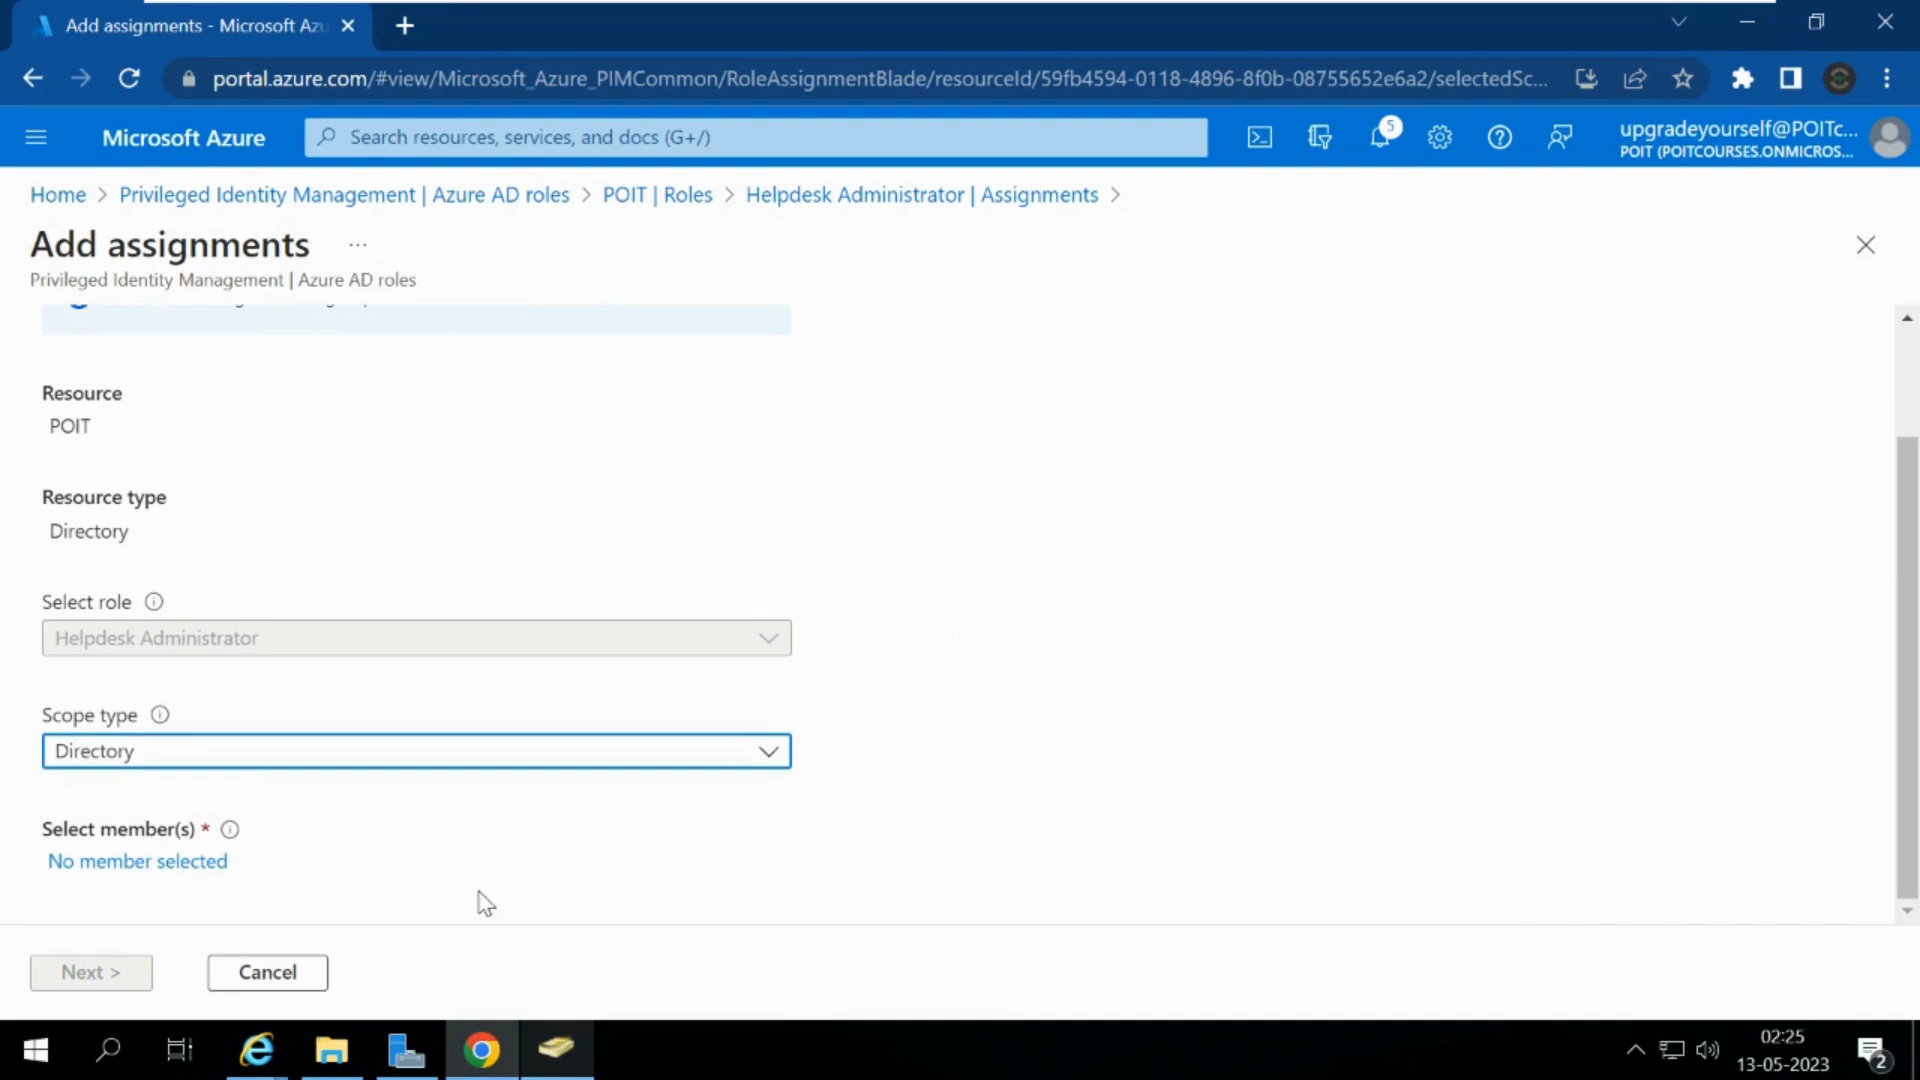 Add assignments - Microsoft Azu
portal.azure.com/#view/Microsoft_Azure_PIMCommon/RoleAssignmentBlade/resourceId/59fb4594-0118-4896-8f0b-08755652e6a2/selectedSc...
Microsoft Azure
Search resources, services, and docs (G+/)
5
upgradeyourself@POITc...
POIT (POITCOURSES.ONMICROS...
Home > Privileged Identity Management | Azure AD roles > POIT | Roles > Helpdesk Administrator | Assignments >
Add assignments ...
Privileged Identity Management | Azure AD roles
Resource
POIT
Resource type
Directory
Select role
Helpdesk Administrator
Scope type
Directory
Select member(s) *
No member selected
Next >
Cancel
02:25
13-05-2023
2